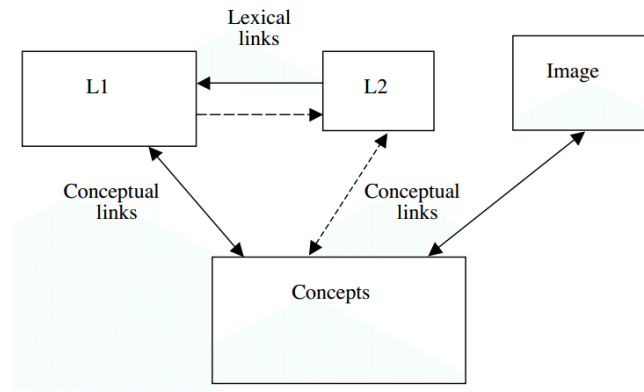 Lexical
links
L1
L2
Image
Conceptual
links
Conceptual
links
Concepts